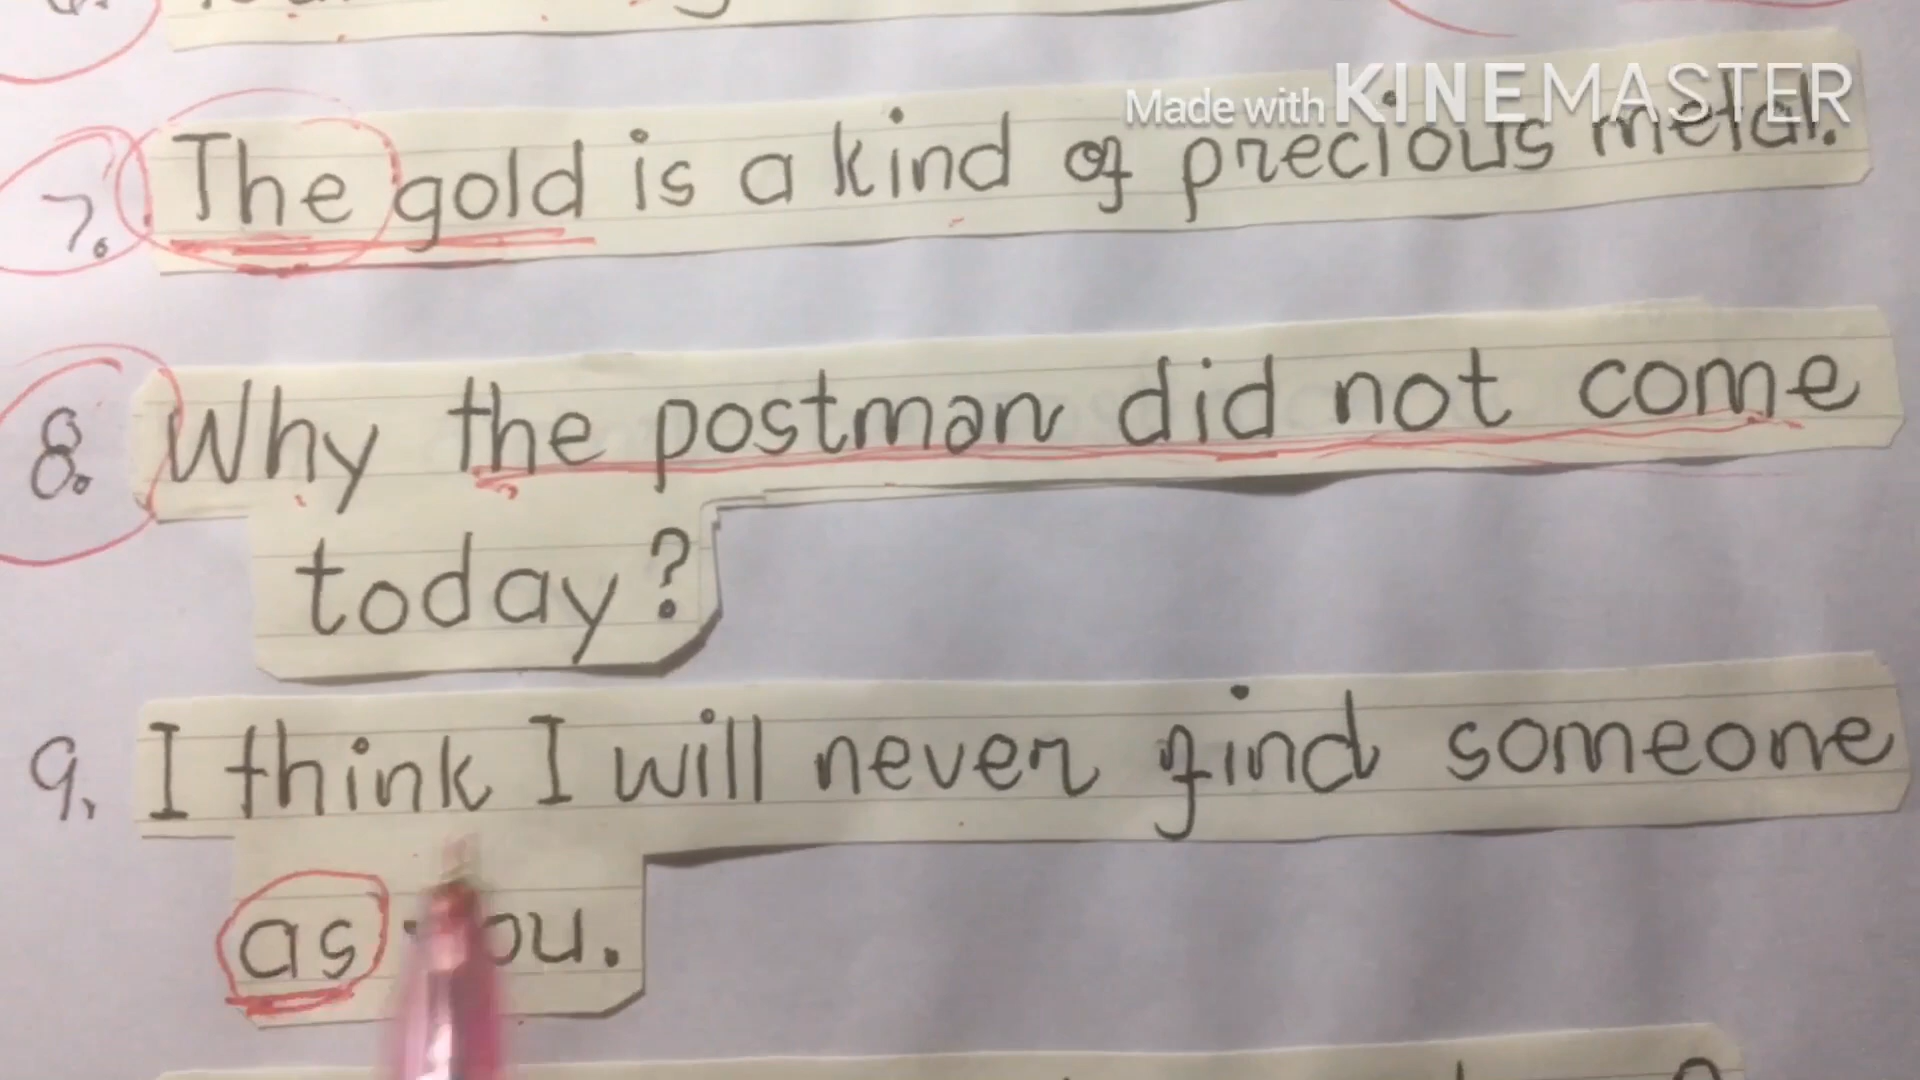 Made with KINEMASTER
7. The gold is a kind of precious metal.
8. Why the postman did not come
today?
9. I think I will never find someone
as you.